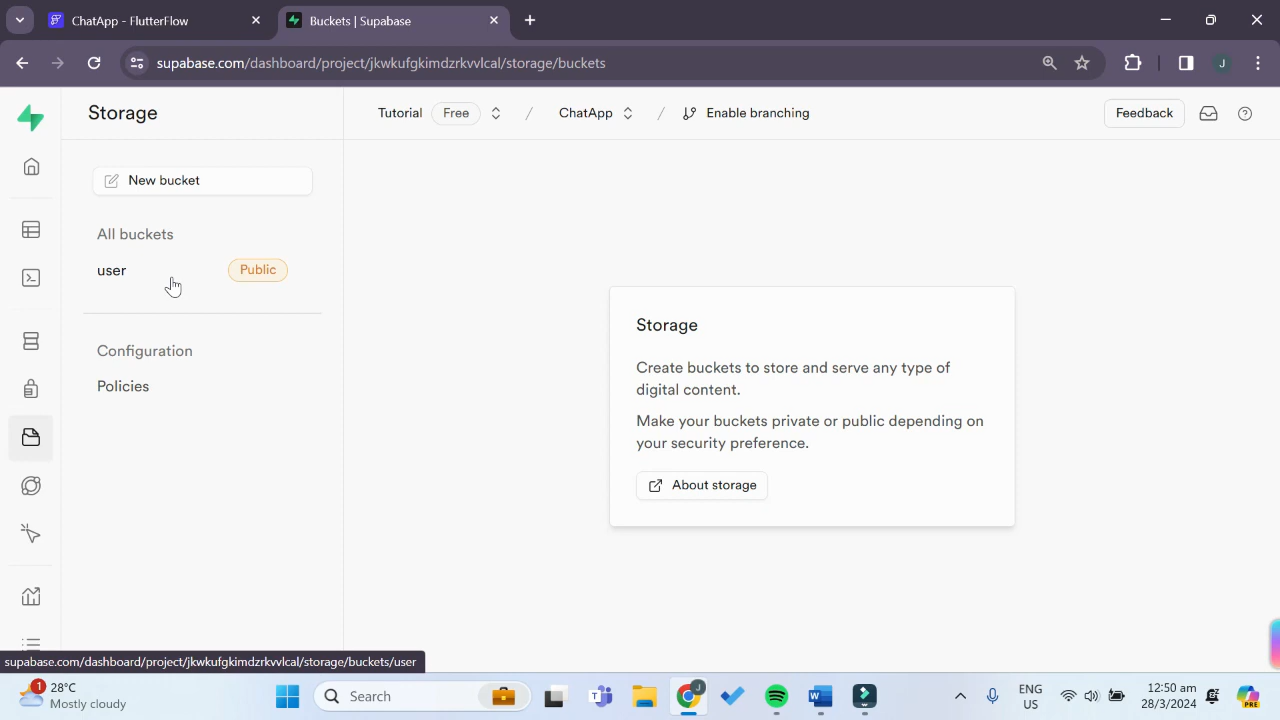 ChatApp - FlutterFlow
Buckets | Supabase
supabase.com/dashboard/project/jkwkufgkimdzrkvvlcal/storage/buckets
J
Storage
Tutorial Free / ChatApp / Enable branching
Feedback
New bucket
All buckets
user Public
Configuration
Policies
Storage
Create buckets to store and serve any type of
digital content.
Make your buckets private or public depending on
your security preference.
About storage
supabase.com/dashboard/project/jkwkufgkimdzrkvvlcal/storage/buckets/user
1
28°C
Mostly cloudy
Search
J
ENG
US
12:50 am
28/3/2024
PRE